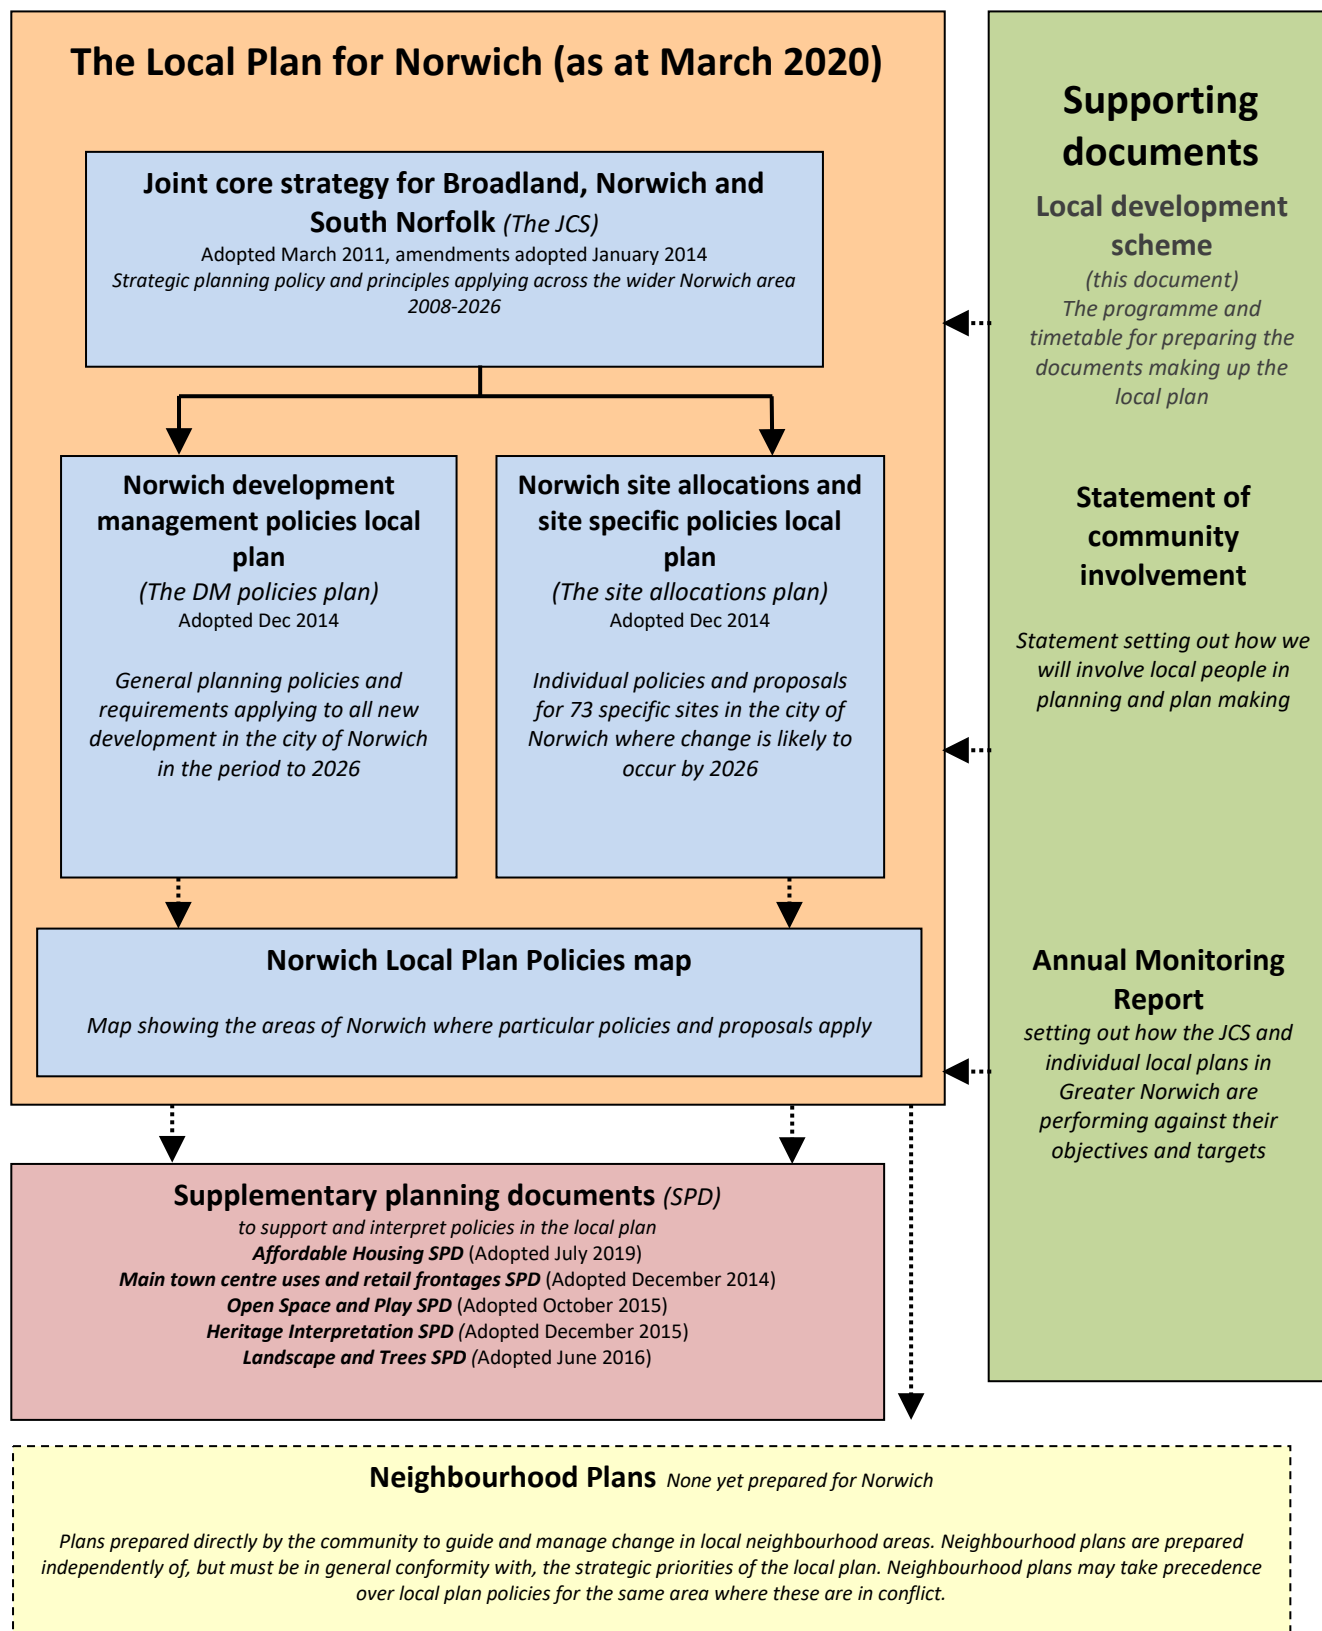 The Local Plan for Norwich (as at March 2020)
Joint core strategy for Broadland, Norwich and
South Norfolk (The JCS)
Adopted March 2011, amendments adopted January 2014
Strategic planning policy and principles applying across the wider Norwich area
2008-2026
Norwich development
management policies local
plan
(The DM policies plan)
Adopted Dec 2014
General planning policies and
requirements applying to all new
development in the city of Norwich
in the period to 2026
Norwich site allocations and
site specific policies local
plan
(The site allocations plan)
Adopted Dec 2014
Individual policies and proposals
for 73 specific sites in the city of
Norwich where change is likely to
occur by 2026
Norwich Local Plan Policies map
Map showing the areas of Norwich where particular policies and proposals apply
Supporting
documents
Local development
scheme
(this document)
The programme and
timetable for preparing the
documents making up the
local plan
Statement of
community
involvement
Statement setting out how we
will involve local people in
planning and plan making
Annual Monitoring
Report
setting out how the JCS and
individual local plans in
Greater Norwich are
performing against their
objectives and targets
Supplementary planning documents (SPD)
to support and interpret policies in the local plan
Affordable Housing SPD (Adopted July 2019)
Main town centre uses and retail frontages SPD (Adopted December 2014)
Open Space and Play SPD (Adopted October 2015)
Heritage Interpretation SPD (Adopted December 2015)
Landscape and Trees SPD (Adopted June 2016)
Neighbourhood Plans None yet prepared for Norwich
Plans prepared directly by the community to guide and manage change in local neighbourhood areas. Neighbourhood plans are prepared
independently of, but must be in general conformity with, the strategic priorities of the local plan. Neighbourhood plans may take precedence
over local plan policies for the same area where these are in conflict.